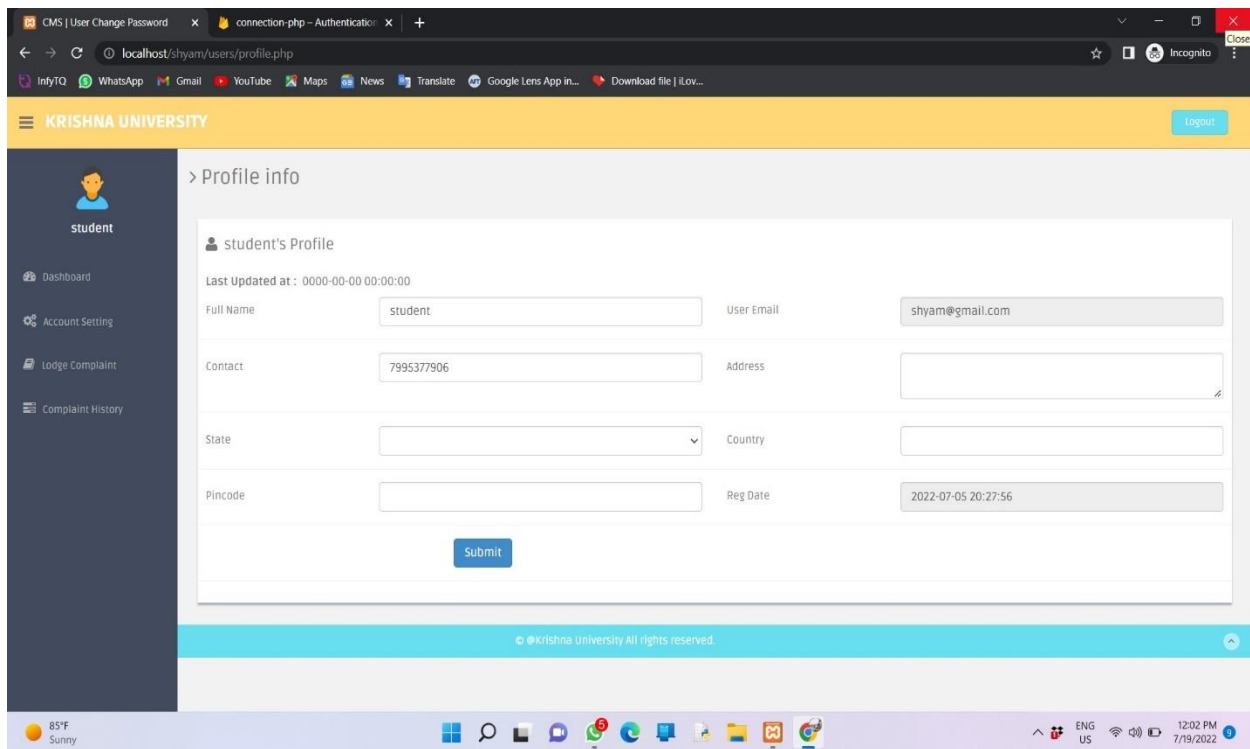 CMS | User Change Password
connection-php – Authentication
localhost/shyam/users/profile.php
Close
Incognito
InfyTQ WhatsApp Gmail YouTube Maps News Translate Google Lens App in... Download file | iLov...
KRISHNA UNIVERSITY
Logout
student
Dashboard
Account Setting
Lodge Complaint
Complaint History
Profile info
student's Profile
Last Updated at : 0000-00-00 00:00:00
Full Name student User Email shyam@gmail.com
Contact 7995377906 Address
State Country
Pincode Reg Date 2022-07-05 20:27:56
Submit
© @Krishna University All rights reserved.
85°F
Sunny
5
ENG
US
12:02 PM
7/19/2022
9